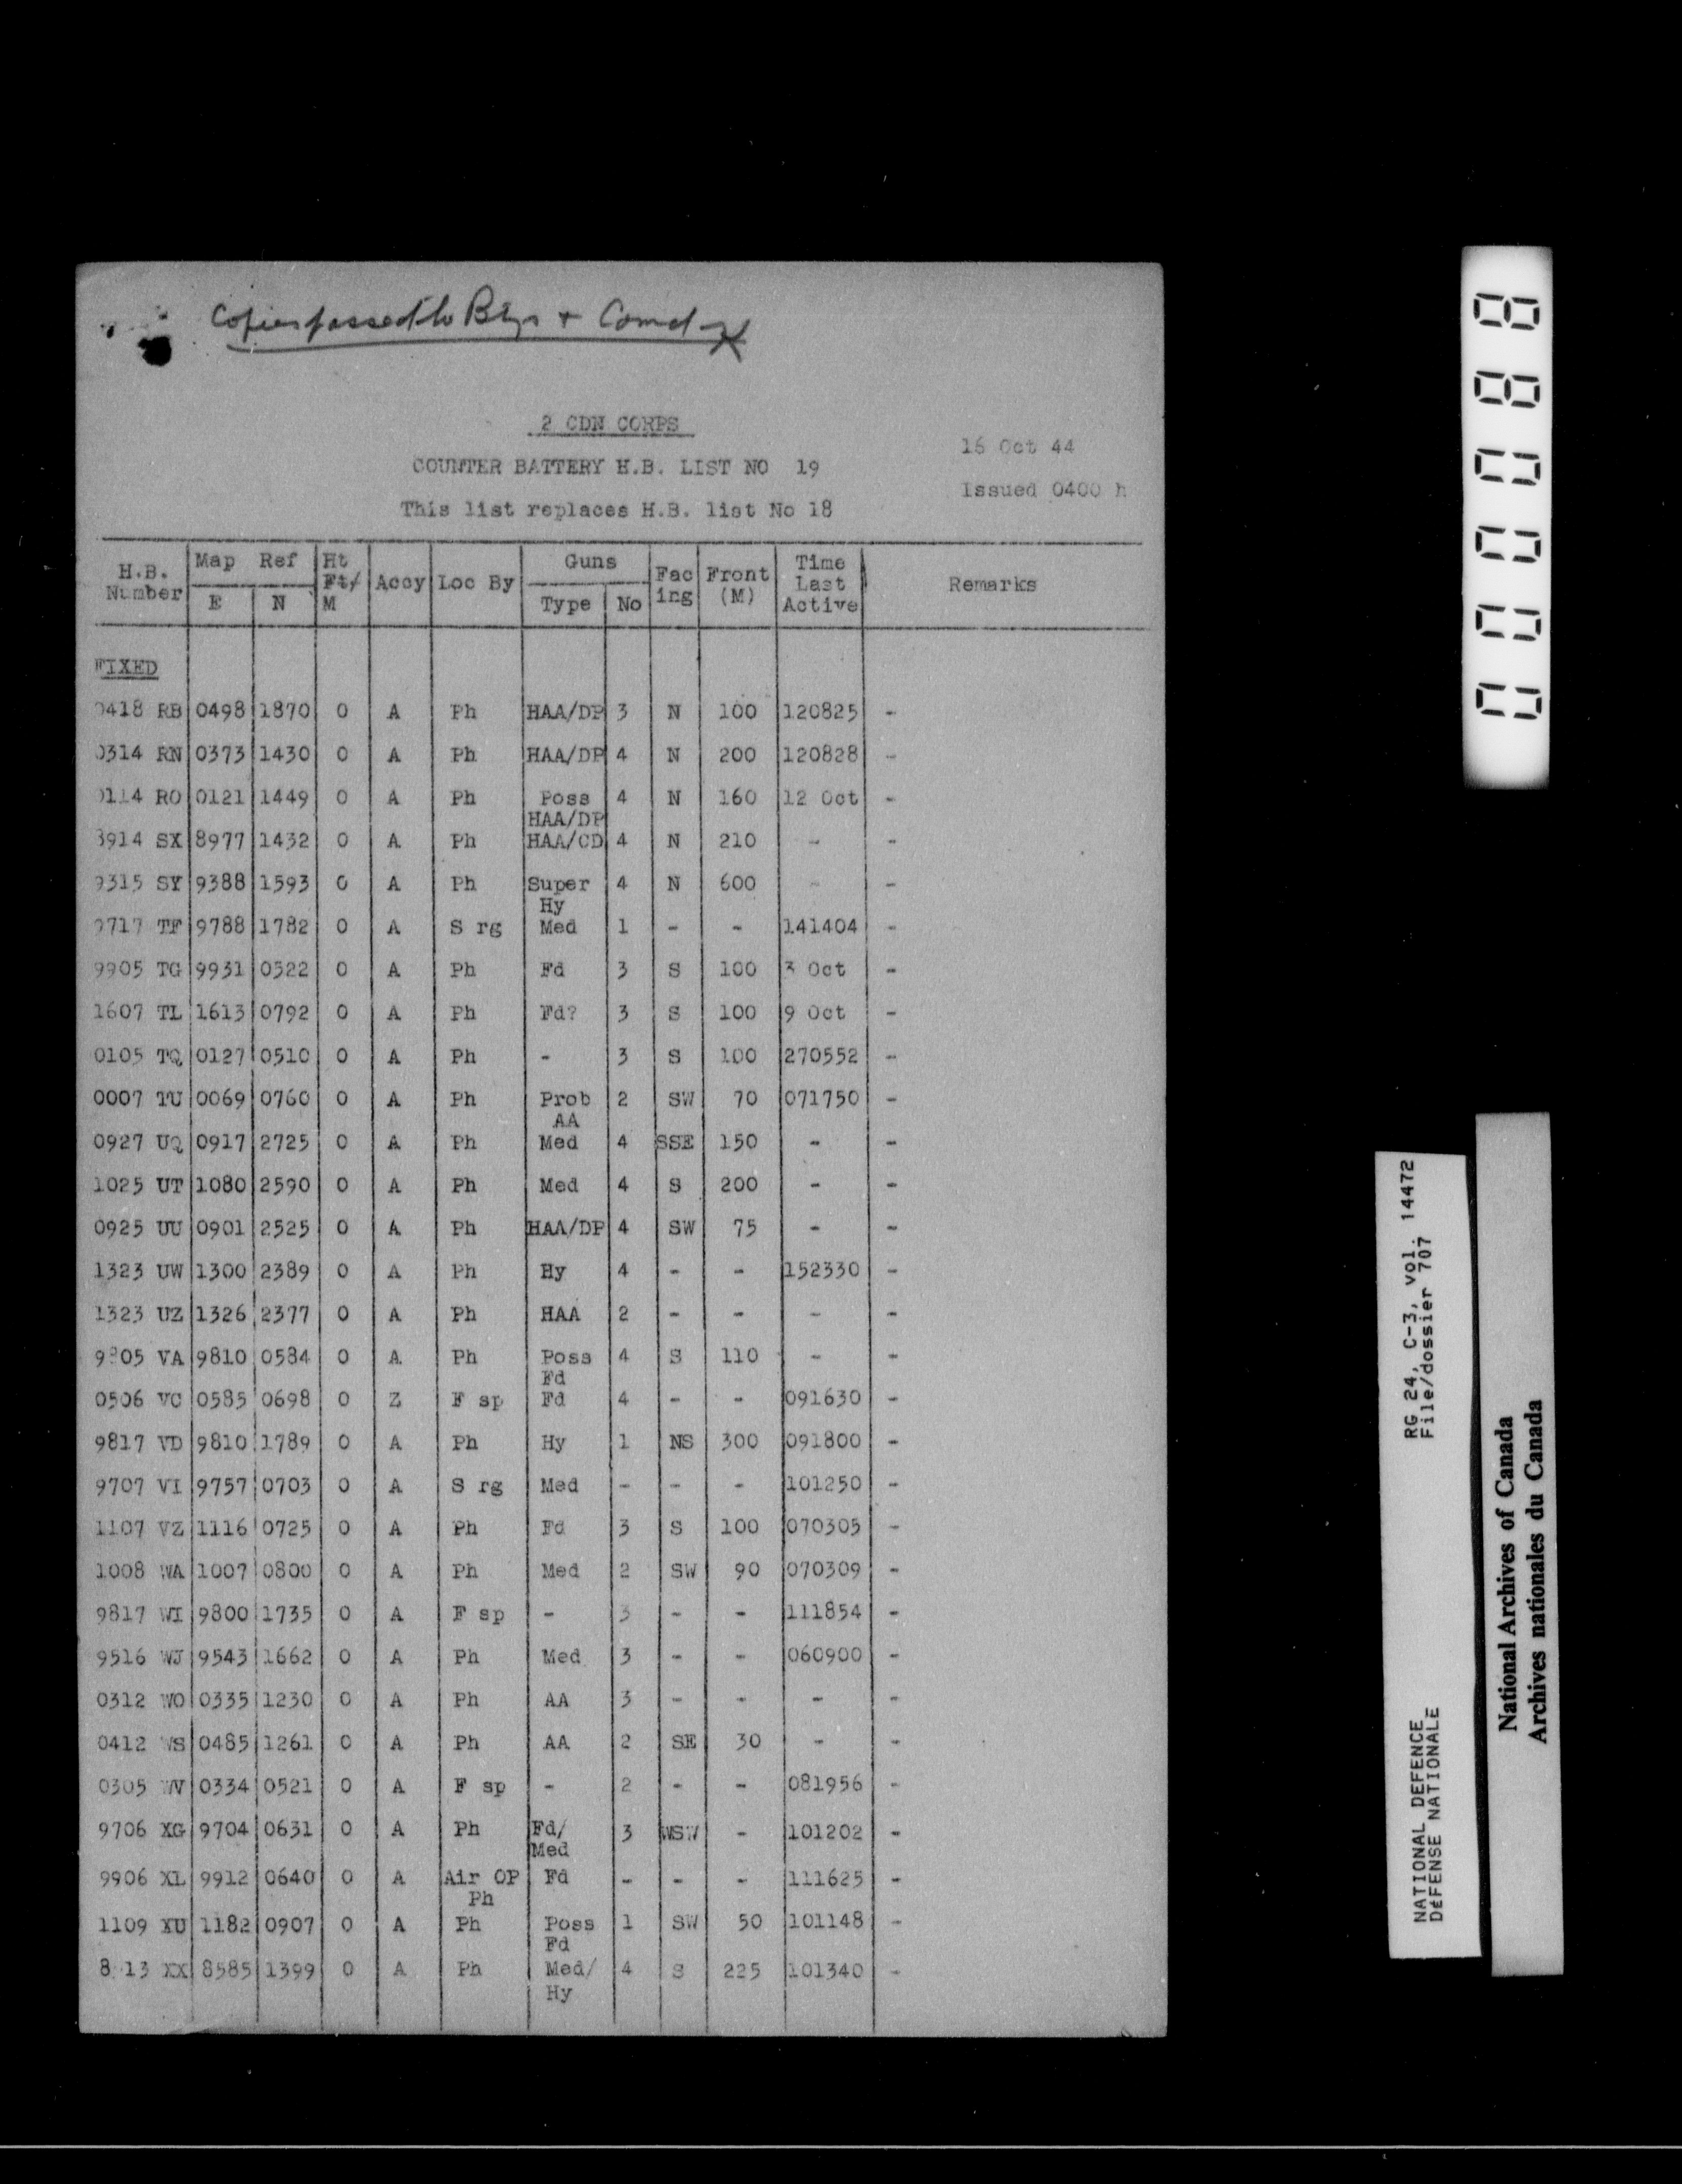 Copies passed to Btys + Comd
2 CDN CORPS
16 Oct 44
COUNTER BATTERY H.B. LIST NO 19
Issued 0400 h
This list replaces H.B. list No 18
H.B. Number | Map Ref E | N | Ht Ft/ M | Accy | Loc By | Guns Type | No | Fac ing | Front (M) | Time Last Active | Remarks
FIXED
0418 RB 0498 1870 0 A Ph HAA/DP 3 N 100 120825 -
0314 RN 0373 1430 0 A Ph HAA/DP 4 N 200 120828 -
0114 RO 0121 1449 0 A Ph Poss HAA/DP 4 N 160 12 Oct -
8914 SX 8977 1432 0 A Ph HAA/CD 4 N 210 - -
9315 SY 9388 1593 0 A Ph Super Hy 4 N 600 - -
9717 TF 9788 1782 0 A S rg Med 1 - - 141404 -
9905 TG 9931 0522 0 A Ph Fd 3 S 100 3 Oct -
1607 TL 1613 0792 0 A Ph Fd? 3 S 100 9 Oct -
0105 TQ 0127 0510 0 A Ph - 3 S 100 270552 -
0007 TU 0069 0760 0 A Ph Prob AA 2 SW 70 071750 -
0927 UQ 0917 2725 0 A Ph Med 4 SSE 150 - -
1025 UT 1080 2590 0 A Ph Med 4 S 200 - -
0925 UU 0901 2525 0 A Ph HAA/DP 4 SW 75 - -
1323 UW 1300 2389 0 A Ph Hy 4 - - 152330 -
1323 UZ 1326 2377 0 A Ph HAA 2 - - - -
9805 VA 9810 0584 0 A Ph Poss Fd 4 S 110 - -
0506 VC 0585 0698 0 Z F sp Fd 4 - - 091630 -
9817 VD 9810 1789 0 A Ph Hy 1 NS 300 091800 -
9707 VI 9757 0703 0 A S rg Med - - - 101250 -
1107 VZ 1116 0725 0 A Ph Fd 3 S 100 070305 -
1008 WA 1007 0800 0 A Ph Med 2 SW 90 070309 -
9817 WI 9800 1735 0 A F sp - 3 - - 111854 -
9516 WJ 9543 1662 0 A Ph Med 3 - - 060900 -
0312 WO 0335 1230 0 A Ph AA 3 - - - -
0412 WS 0485 1261 0 A Ph AA 2 SE 30 - -
0305 WV 0334 0521 0 A F sp - 2 - - 081956 -
9706 XG 9704 0631 0 A Ph Fd/ Med 3 WSW - 101202 -
9906 XL 9912 0640 0 A Air OP Ph Fd - - - 111625 -
1109 XU 1182 0907 0 A Ph Poss Fd 1 SW 50 101148 -
8 13 XX 8585 1399 0 A Ph Med/ Hy 4 S 225 101340 -
000088
NATIONAL DEFENCE RG 24, C-3, vol. 14472
DÉFENSE NATIONALE File/dossier 707
National Archives of Canada
Archives nationales du Canada